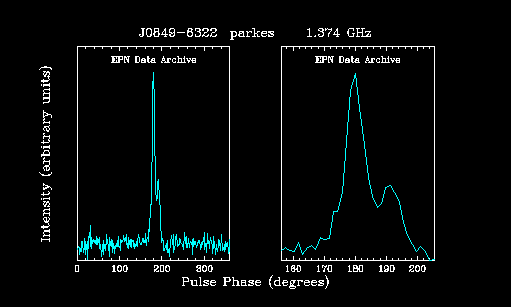 J0849-6322 parkes 1.374 GHz
EPN Data Archive EPN Data Archive
Intensity (arbitrary units)
0 100 200 300 160 170 180 190 200
Pulse Phase (degrees)